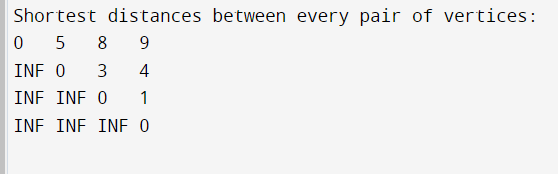 Shortest distances between every pair of vertices:
0 5 8 9
INF 0 3 4
INF INF 0 1
INF INF INF 0